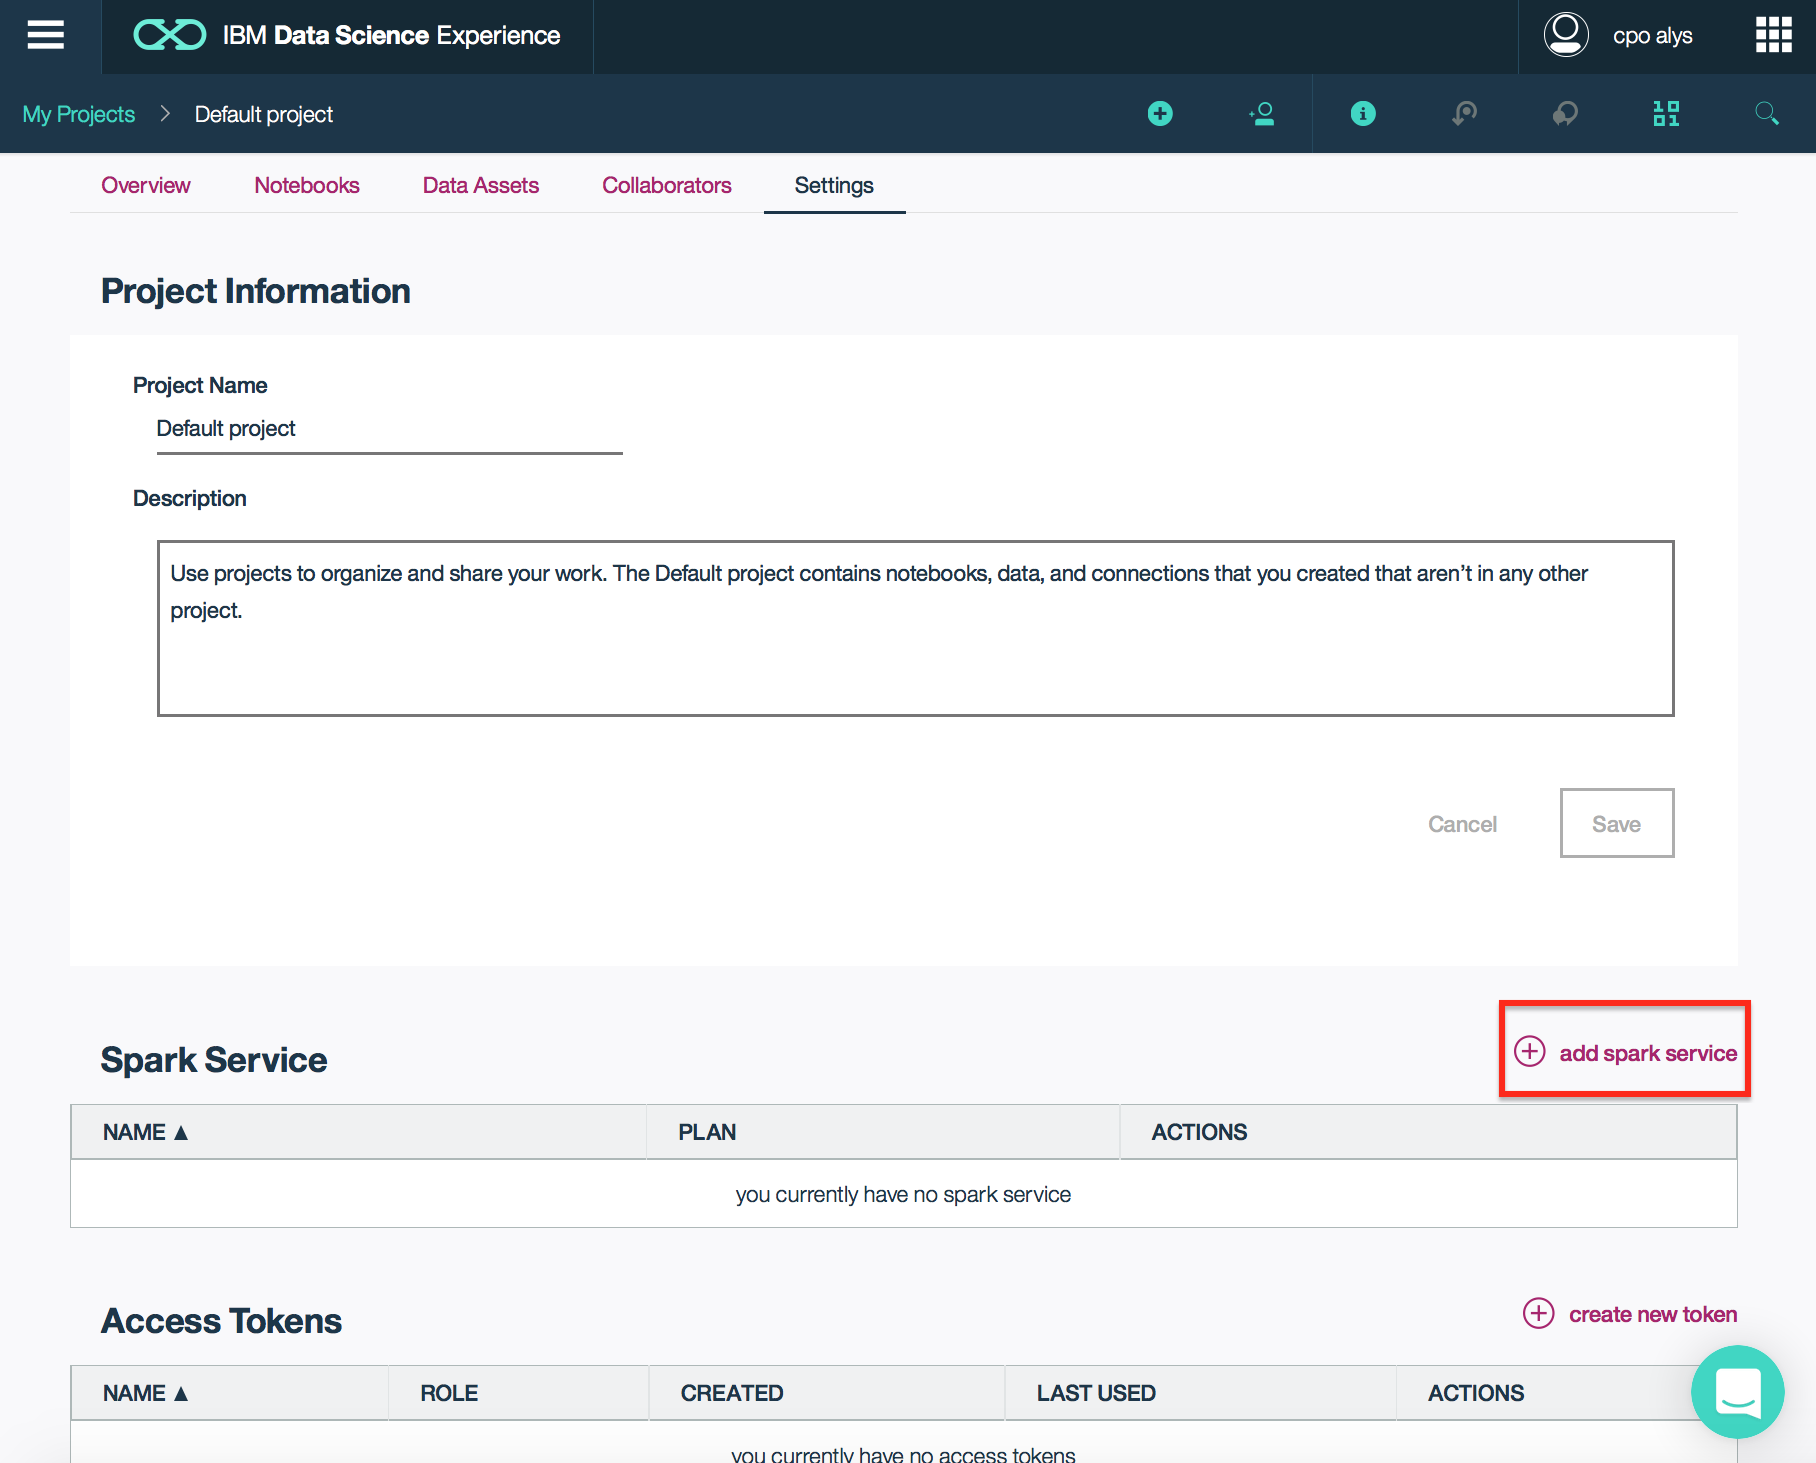 IBM Data Science Experience
cpo alys
My Projects > Default project
Overview Notebooks Data Assets Collaborators Settings
Project Information
Project Name
Default project
Description
Use projects to organize and share your work. The Default project contains notebooks, data, and connections that you created that aren’t in any other
project.
Cancel Save
Spark Service
add spark service
NAME ▲ PLAN ACTIONS
you currently have no spark service
Access Tokens
create new token
NAME ▲ ROLE CREATED LAST USED ACTIONS
you currently have no access tokens